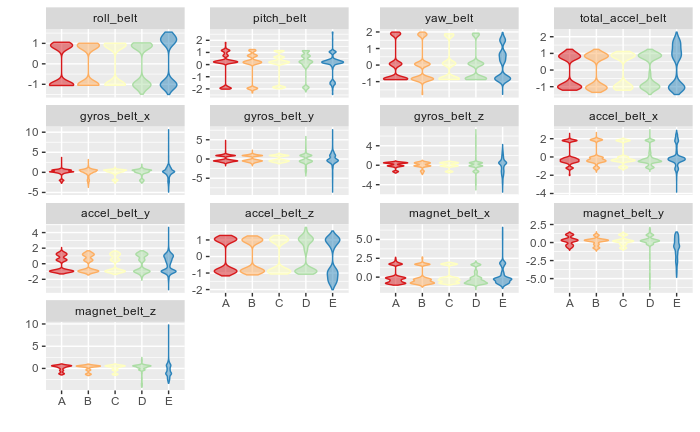 roll_belt pitch_belt yaw_belt total_accel_belt
1 0 -1 2 1 0 -1 -2 2 1 0 -1 2 1 0 -1
gyros_belt_x gyros_belt_y gyros_belt_z accel_belt_x
10 5 0 -5 5 0 -5 4 0 -4 2 0 -2 -4
accel_belt_y accel_belt_z magnet_belt_x magnet_belt_y
4 2 0 -2 1 0 -1 -2 5.0 2.5 0.0 2.5 0.0 -2.5 -5.0
A B C D E A B C D E A B C D E
magnet_belt_z
10 5 0
A B C D E